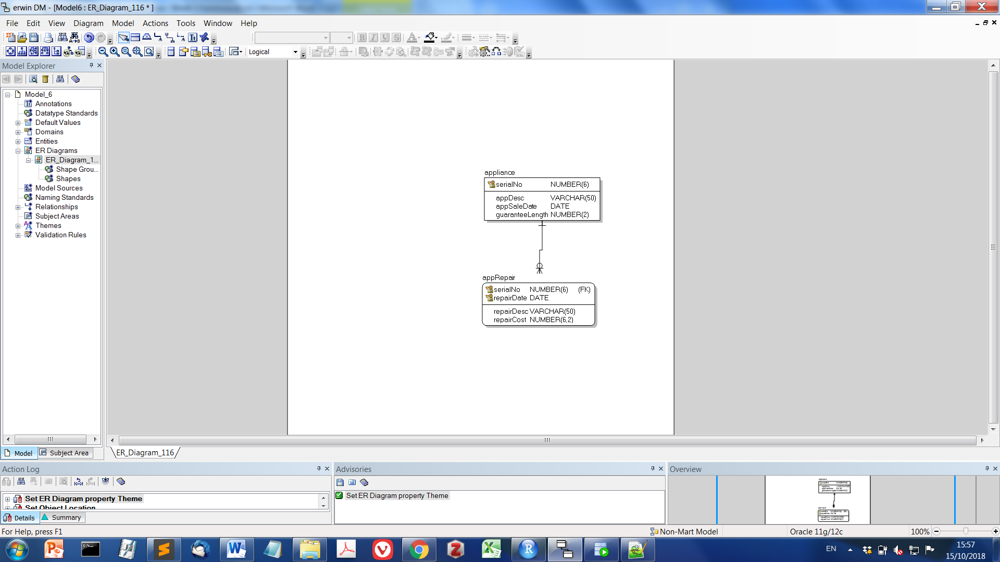 erwin DM - [Model6 : ER_Diagram_116 * ]
File Edit View Diagram Model Actions Tools Window Help
Logical
Model Explorer
Model_6
Annotations
Datatype Standards
Default Values
Domains
Entities
ER Diagrams
ER_Diagram_1...
Shape Grou...
Shapes
Model Sources
Naming Standards
Relationships
Subject Areas
Themes
Validation Rules
Model Subject Area
appliance
serialNo NUMBER(6)
appDesc VARCHAR(50)
appSaleDate DATE
guaranteeLength NUMBER(2)
appRepair
serialNo NUMBER(6) (FK)
repairDate DATE
repairDesc VARCHAR(50)
repairCost NUMBER(6,2)
ER_Diagram_116
Action Log
Set ER Diagram property Theme
Set Object Location
Details Summary
Advisories
Set ER Diagram property Theme
Overview
For Help, press F1
Non-Mart Model
Oracle 11g/12c
100%
EN
15:57
15/10/2018